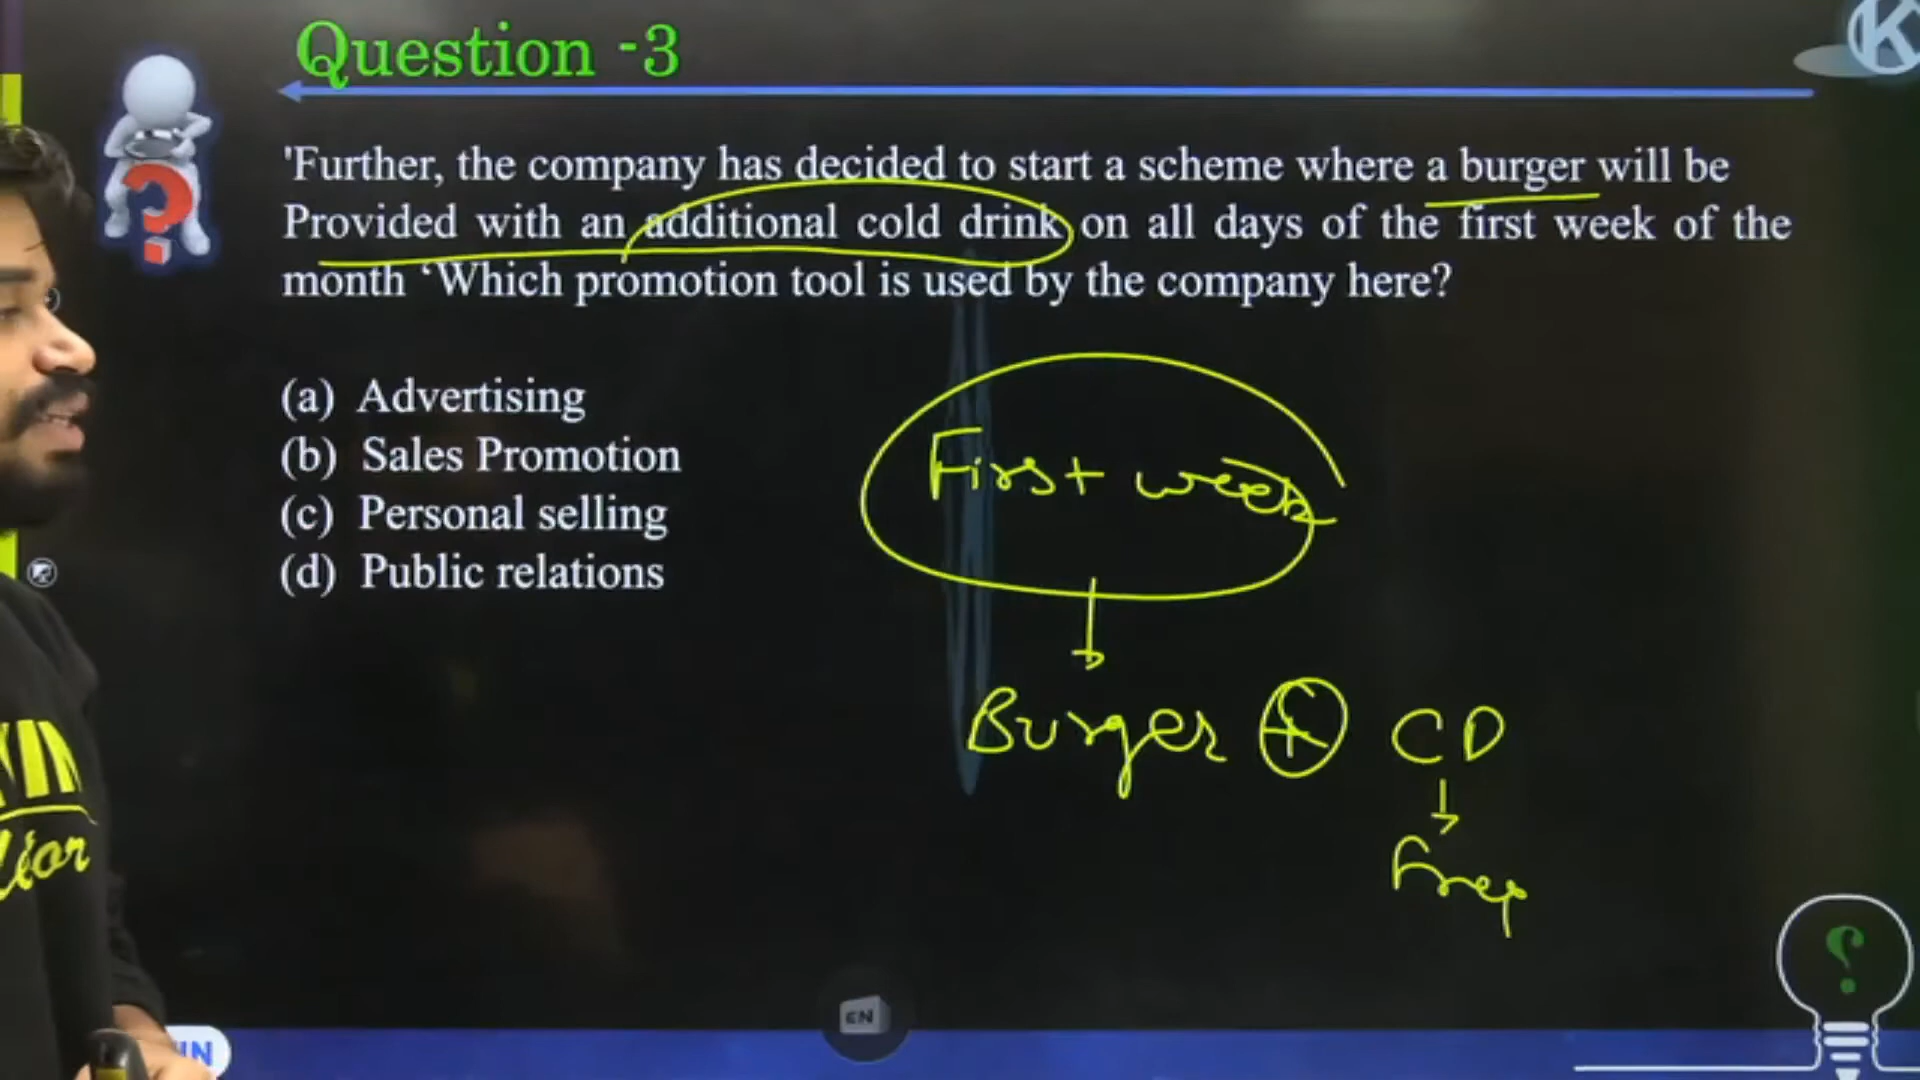 Question -3
K
'Further, the company has decided to start a scheme where a burger will be
Provided with an additional cold drink on all days of the first week of the
month ‘Which promotion tool is used by the company here?
(a) Advertising
(b) Sales Promotion
(c) Personal selling
(d) Public relations
First week
Burger + CD
Free
EN
IN